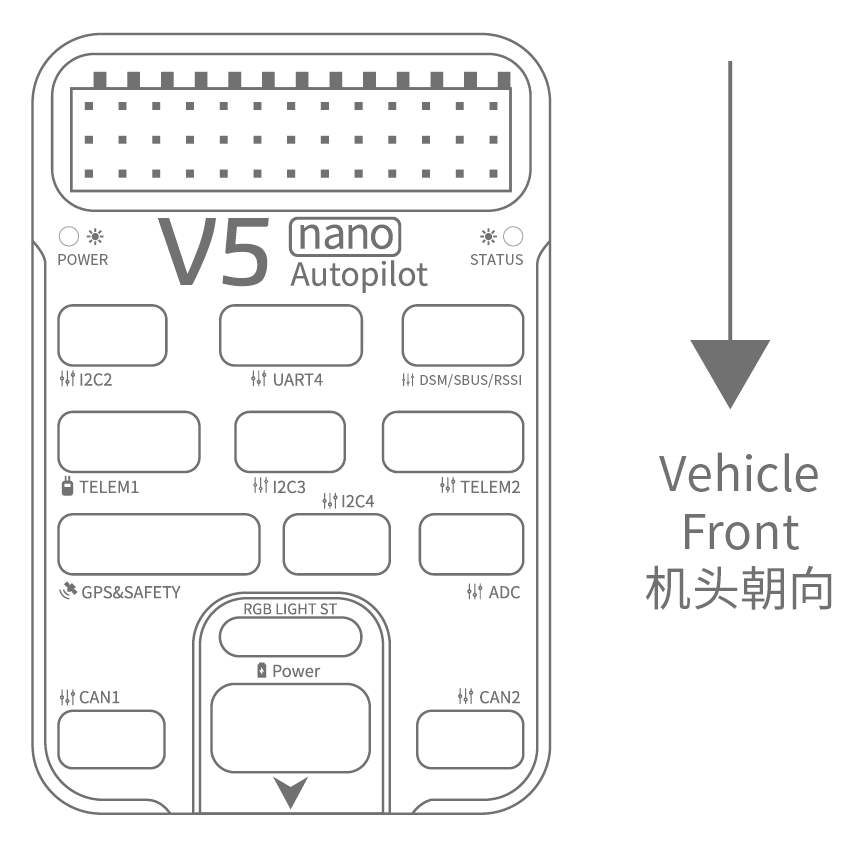 V5 nano
Autopilot
POWER
STATUS
I2C2
UART4
DSM/SBUS/RSSI
TELEM1
I2C3
TELEM2
I2C4
GPS&SAFETY
ADC
RGB LIGHT ST
Power
CAN1
CAN2
Vehicle
Front
机头朝向